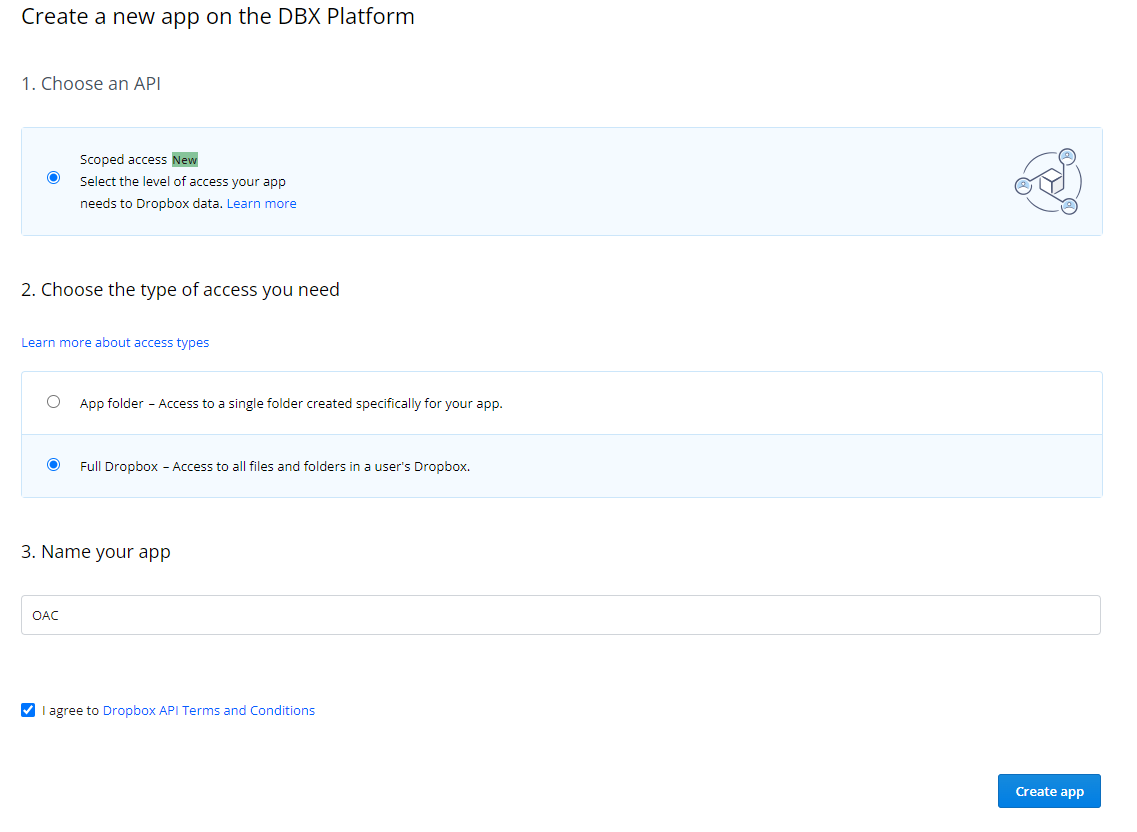 Create a new app on the DBX Platform
1. Choose an API
Scoped access New
Select the level of access your app
needs to Dropbox data. Learn more
2. Choose the type of access you need
Learn more about access types
App folder – Access to a single folder created specifically for your app.
Full Dropbox – Access to all files and folders in a user's Dropbox.
3. Name your app
OAC
I agree to Dropbox API Terms and Conditions
Create app